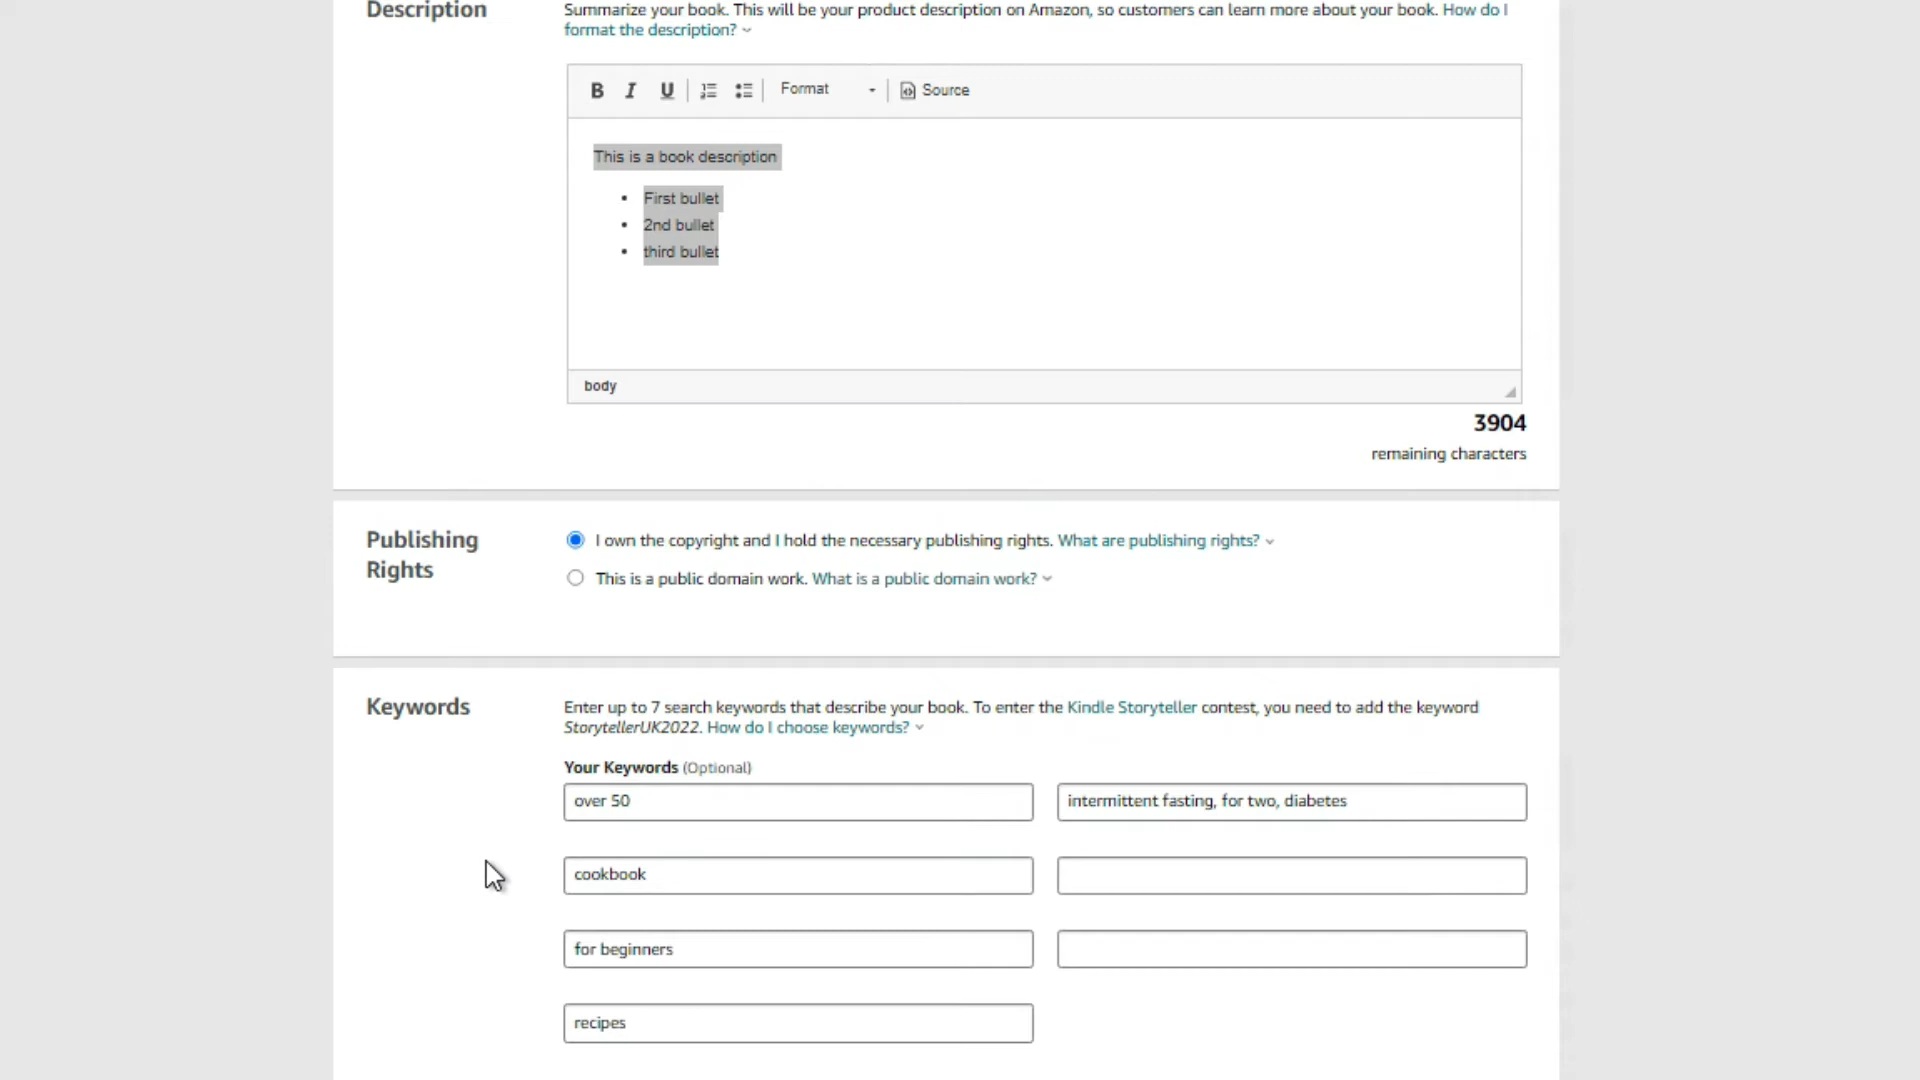 Description
Summarize your book. This will be your product description on Amazon, so customers can learn more about your book. How do I
format the description?
B I U Format Source
This is a book description
• First bullet
• 2nd bullet
• third bullet
body
3904
remaining characters
Publishing
Rights
I own the copyright and I hold the necessary publishing rights. What are publishing rights?
This is a public domain work. What is a public domain work?
Keywords
Enter up to 7 search keywords that describe your book. To enter the Kindle Storyteller contest, you need to add the keyword
StorytellerUK2022. How do I choose keywords?
Your Keywords (Optional)
over 50
intermittent fasting, for two, diabetes
cookbook
for beginners
recipes